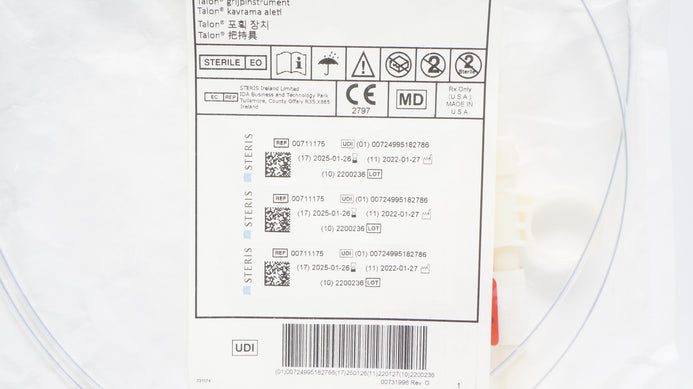 Talon® grijpinstrument
Talon® kavrama aleti
Talon® 포획 장치
Talon® 把持具
STERILE EO
2
2
STERILE
EC REP
STERIS Ireland Limited
IDA Business and Technology Park
Tullamore, County Offaly R35 X865
Ireland
CE
2797
MD
Rx Only
(U.S.A.)
MADE IN
U.S.A
STERIS
REF 00711175 UDI (01) 00724995182786
(17) 2025-01-26 (11) 2022-01-27
(10) 2200236 LOT
STERIS
REF 00711175 UDI (01) 00724995182786
(17) 2025-01-26 (11) 2022-01-27
(10) 2200236 LOT
STERIS
REF 00711175 UDI (01) 00724995182786
(17) 2025-01-26 (11) 2022-01-27
(10) 2200236 LOT
UDI
(01)00724995182786(17)250126(11)220127(10)2200236
00731996 Rev. G
1